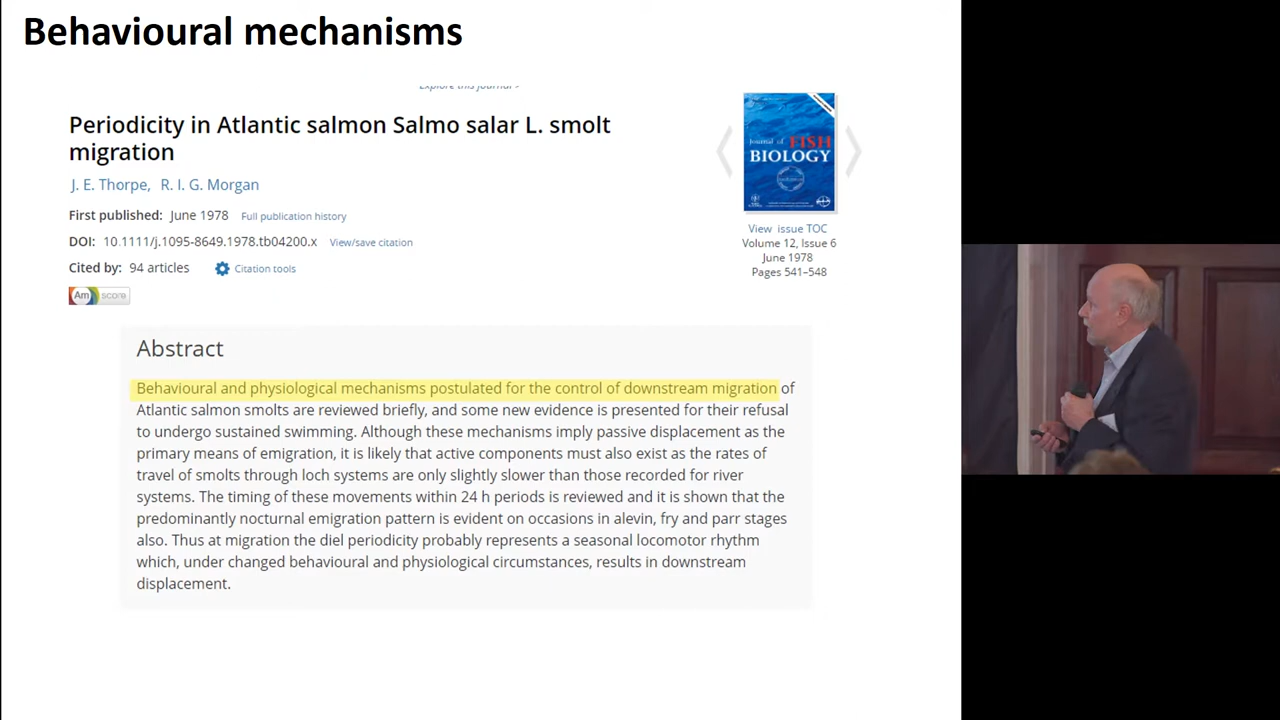 Behavioural mechanisms
Explore this journal >
Periodicity in Atlantic salmon Salmo salar L. smolt
migration
J. E. Thorpe, R. I. G. Morgan
First published: June 1978 Full publication history
DOI: 10.1111/j.1095-8649.1978.tb04200.x View/save citation
Cited by: 94 articles Citation tools
Am score
Journal of FISH
BIOLOGY
View issue TOC
Volume 12, Issue 6
June 1978
Pages 541–548
Abstract
Behavioural and physiological mechanisms postulated for the control of downstream migration of
Atlantic salmon smolts are reviewed briefly, and some new evidence is presented for their refusal
to undergo sustained swimming. Although these mechanisms imply passive displacement as the
primary means of emigration, it is likely that active components must also exist as the rates of
travel of smolts through loch systems are only slightly slower than those recorded for river
systems. The timing of these movements within 24 h periods is reviewed and it is shown that the
predominantly nocturnal emigration pattern is evident on occasions in alevin, fry and parr stages
also. Thus at migration the diel periodicity probably represents a seasonal locomotor rhythm
which, under changed behavioural and physiological circumstances, results in downstream
displacement.